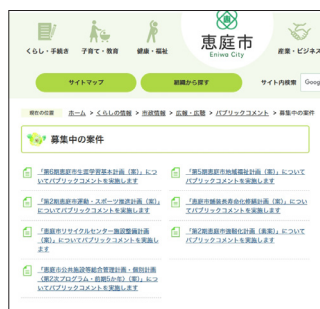 くらし・手続き
子育て・教育
健康・福祉
恵庭市
Eniwa City
産業・ビジネス
サイトマップ
組織から探す
サイト内検索
Goog
現在の位置 ホーム > くらしの情報 > 市政情報 > 広報・広聴 > パブリックコメント > 募集中の案件
募集中の案件
「第6期恵庭市生涯学習基本計画（案）」につ
いてパブリックコメントを実施します
「第5期恵庭市地域福祉計画（案）」について
パブリックコメントを実施します
「第2期恵庭市運動・スポーツ推進計画（案）」
についてパブリックコメントを実施します
「恵庭市舗装長寿命化修繕計画（案）」につい
てパブリックコメントを実施します
「恵庭市リサイクルセンター施設整備計画
（案）」についてパブリックコメントを実施し
ます
「第2期恵庭市強靭化計画（素案）」について
パブリックコメントを実施します
「恵庭市公共施設等総合管理計画・個別計画
（第2次プログラム・前期5か年）（案）」につ
いてパブリックコメントを実施します